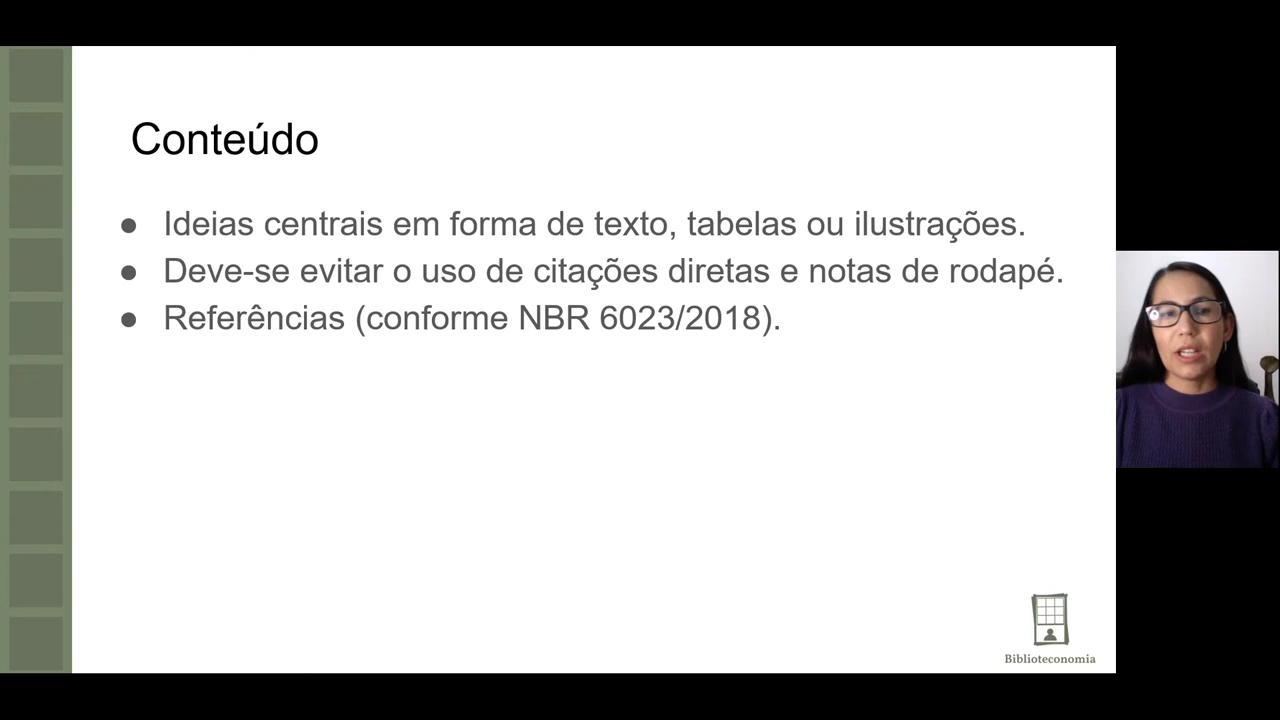 Conteúdo
● Ideias centrais em forma de texto, tabelas ou ilustrações.
● Deve-se evitar o uso de citações diretas e notas de rodapé.
● Referências (conforme NBR 6023/2018).
Biblioteconomia